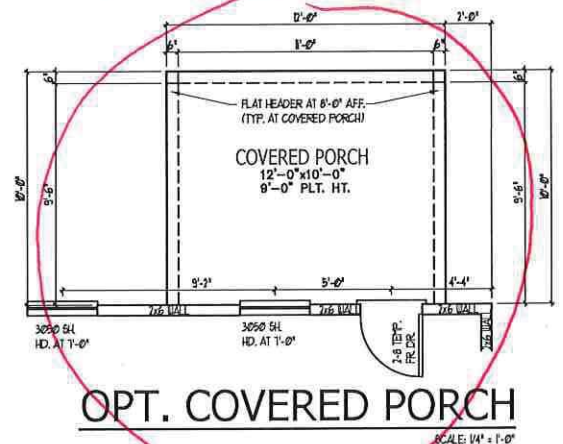 12'-0"
2'-0"
6"
11'-0"
6"
6"
FLAT HEADER AT 8'-0" AFF.
(TYP. AT COVERED PORCH)
6"
COVERED PORCH
12'-0"x10'-0"
9'-0" PLT. HT.
10'-0"
9'-6"
9'-6"
10'-0"
9'-2"
5'-0"
4'-4"
2x6 WALL
2x6 WALL
2x6 WALL
3050 SH.
HD. AT 7'-0"
3050 SH.
HD. AT 7'-0"
2-8 TEMP.
FR. DR.
2x6 WALL
OPT. COVERED PORCH
SCALE: 1/4" = 1'-0"